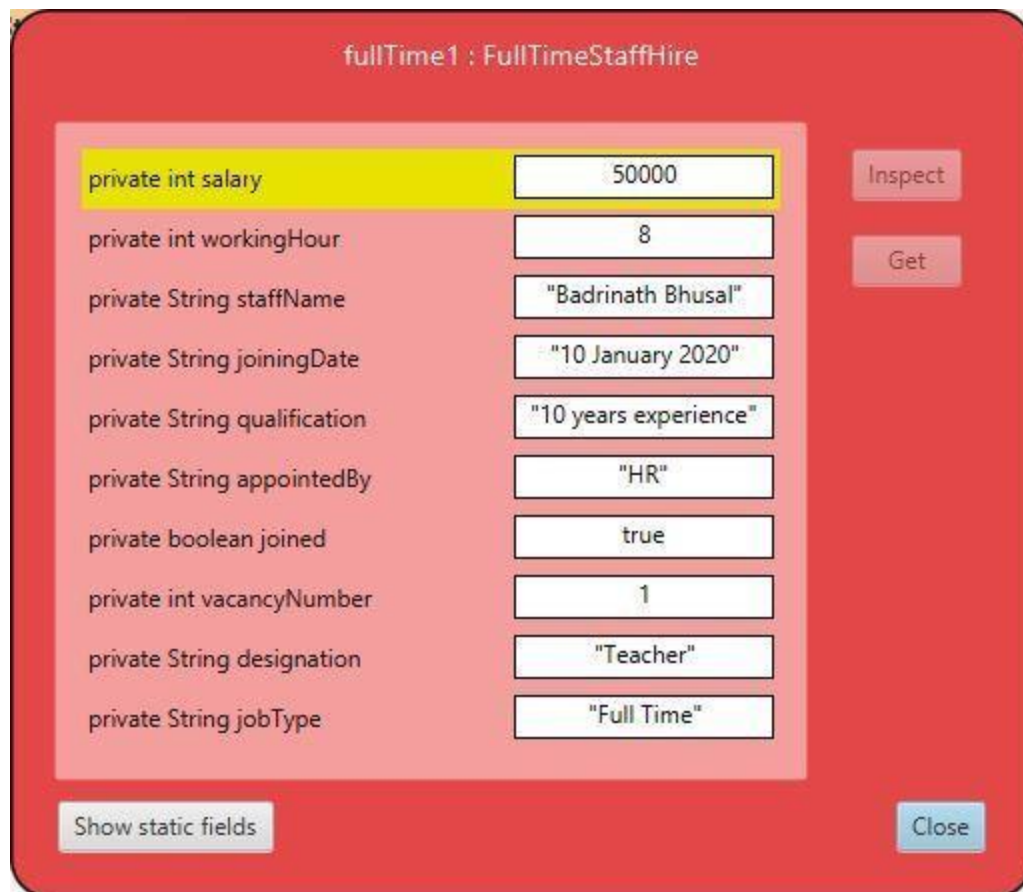 fullTime1 : FullTimeStaffHire
private int salary 50000
Inspect
private int workingHour 8
Get
private String staffName "Badrinath Bhusal"
private String joiningDate "10 January 2020"
private String qualification "10 years experience"
private String appointedBy "HR"
private boolean joined true
private int vacancyNumber 1
private String designation "Teacher"
private String jobType "Full Time"
Show static fields
Close